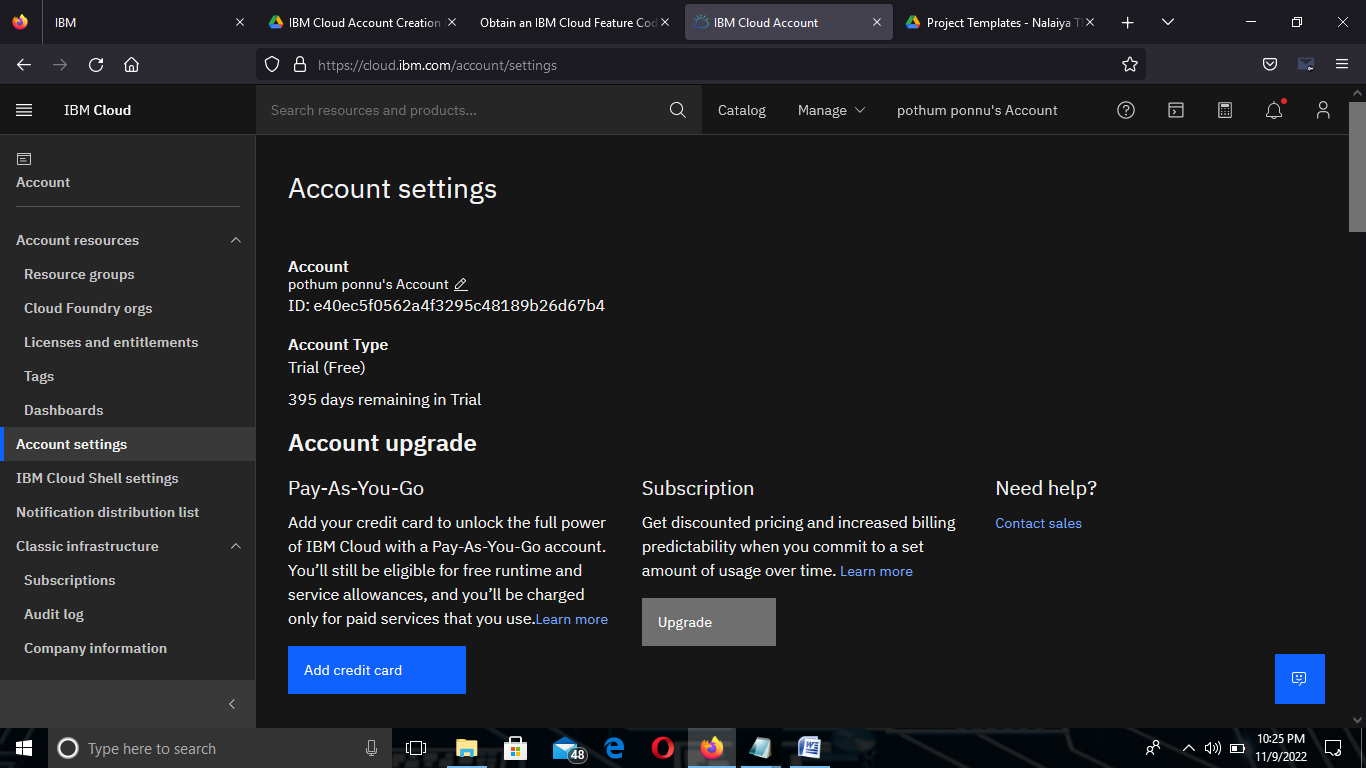 IBM
IBM Cloud Account Creation
Obtain an IBM Cloud Feature Cod
IBM Cloud Account
Project Templates - Nalaiya T
https://cloud.ibm.com/account/settings
IBM Cloud
Search resources and products...
Catalog
Manage
pothum ponnu's Account
Account
Account resources
Resource groups
Cloud Foundry orgs
Licenses and entitlements
Tags
Dashboards
Account settings
IBM Cloud Shell settings
Notification distribution list
Classic infrastructure
Subscriptions
Audit log
Company information
Account settings
Account
pothum ponnu's Account
ID: e40ec5f0562a4f3295c48189b26d67b4
Account Type
Trial (Free)
395 days remaining in Trial
Account upgrade
Pay-As-You-Go
Add your credit card to unlock the full power
of IBM Cloud with a Pay-As-You-Go account.
You’ll still be eligible for free runtime and
service allowances, and you’ll be charged
only for paid services that you use.Learn more
Add credit card
Subscription
Get discounted pricing and increased billing
predictability when you commit to a set
amount of usage over time. Learn more
Upgrade
Need help?
Contact sales
Type here to search
48
10:25 PM
11/9/2022